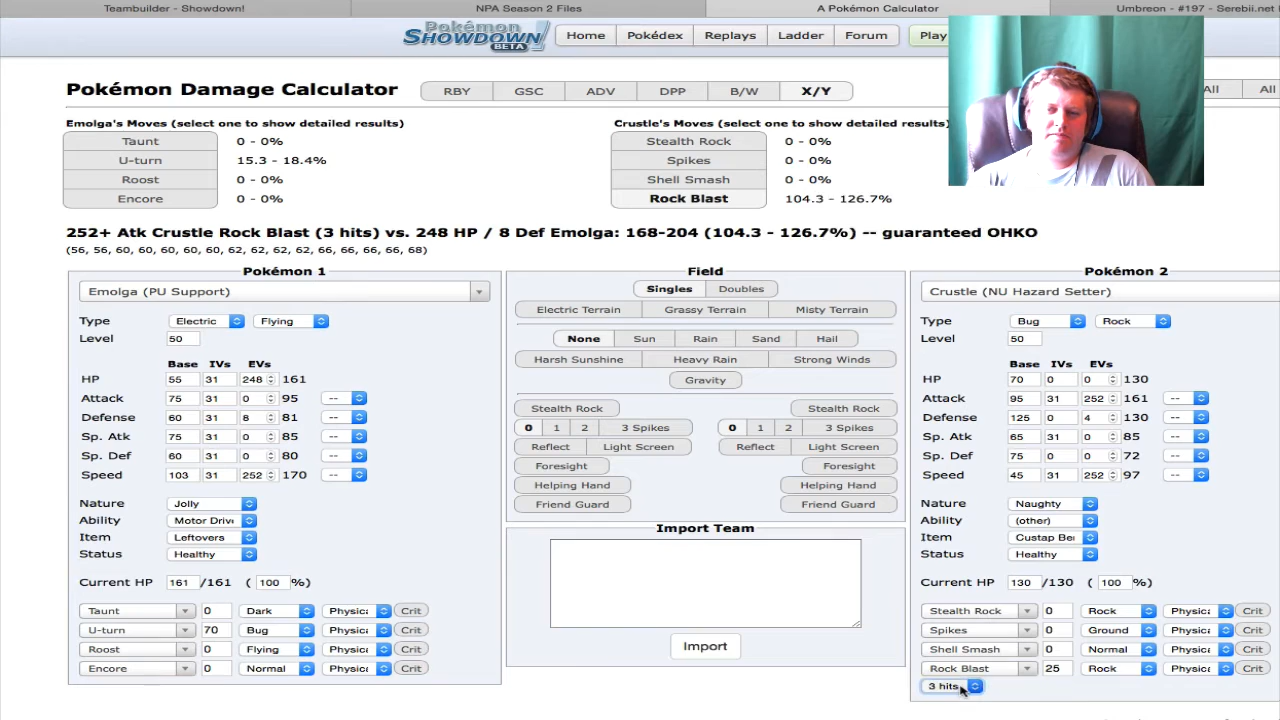 Teambuilder - Showdown!
NPA Season 2 Files
A Pokémon Calculator
Umbreon - #197 - Serebii.net
Pokémon SHOWDOWN! BETA
Home
Pokédex
Replays
Ladder
Forum
Play
Pokémon Damage Calculator
RBY
GSC
ADV
DPP
B/W
X/Y
All
All
Emolga's Moves (select one to show detailed results)
Taunt 0 - 0%
U-turn 15.3 - 18.4%
Roost 0 - 0%
Encore 0 - 0%
Crustle's Moves (select one to show detailed results)
Stealth Rock 0 - 0%
Spikes 0 - 0%
Shell Smash 0 - 0%
Rock Blast 104.3 - 126.7%
252+ Atk Crustle Rock Blast (3 hits) vs. 248 HP / 8 Def Emolga: 168-204 (104.3 - 126.7%) -- guaranteed OHKO
(56, 56, 60, 60, 60, 60, 60, 62, 62, 62, 62, 66, 66, 66, 66, 68)
Pokémon 1
Emolga (PU Support)
Type Electric Flying
Level 50
Base IVs EVs
HP 55 31 248 161
Attack 75 31 0 95 --
Defense 60 31 8 81 --
Sp. Atk 75 31 0 85 --
Sp. Def 60 31 0 80 --
Speed 103 31 252 170 --
Nature Jolly
Ability Motor Driv
Item Leftovers
Status Healthy
Current HP 161 /161 ( 100 %)
Taunt 0 Dark Physica Crit
U-turn 70 Bug Physica Crit
Roost 0 Flying Physica Crit
Encore 0 Normal Physica Crit
Field
Singles Doubles
Electric Terrain Grassy Terrain Misty Terrain
None Sun Rain Sand Hail
Harsh Sunshine Heavy Rain Strong Winds
Gravity
Stealth Rock Stealth Rock
0 1 2 3 Spikes 0 1 2 3 Spikes
Reflect Light Screen Reflect Light Screen
Foresight Foresight
Helping Hand Helping Hand
Friend Guard Friend Guard
Import Team
Import
Pokémon 2
Crustle (NU Hazard Setter)
Type Bug Rock
Level 50
Base IVs EVs
HP 70 0 0 130
Attack 95 31 252 161 --
Defense 125 0 4 130 --
Sp. Atk 65 31 0 85 --
Sp. Def 75 0 0 72 --
Speed 45 31 252 97 --
Nature Naughty
Ability (other)
Item Custap Be
Status Healthy
Current HP 130 /130 ( 100 %)
Stealth Rock 0 Rock Physica Crit
Spikes 0 Ground Physica Crit
Shell Smash 0 Normal Physica Crit
Rock Blast 25 Rock Physica Crit
3 hits